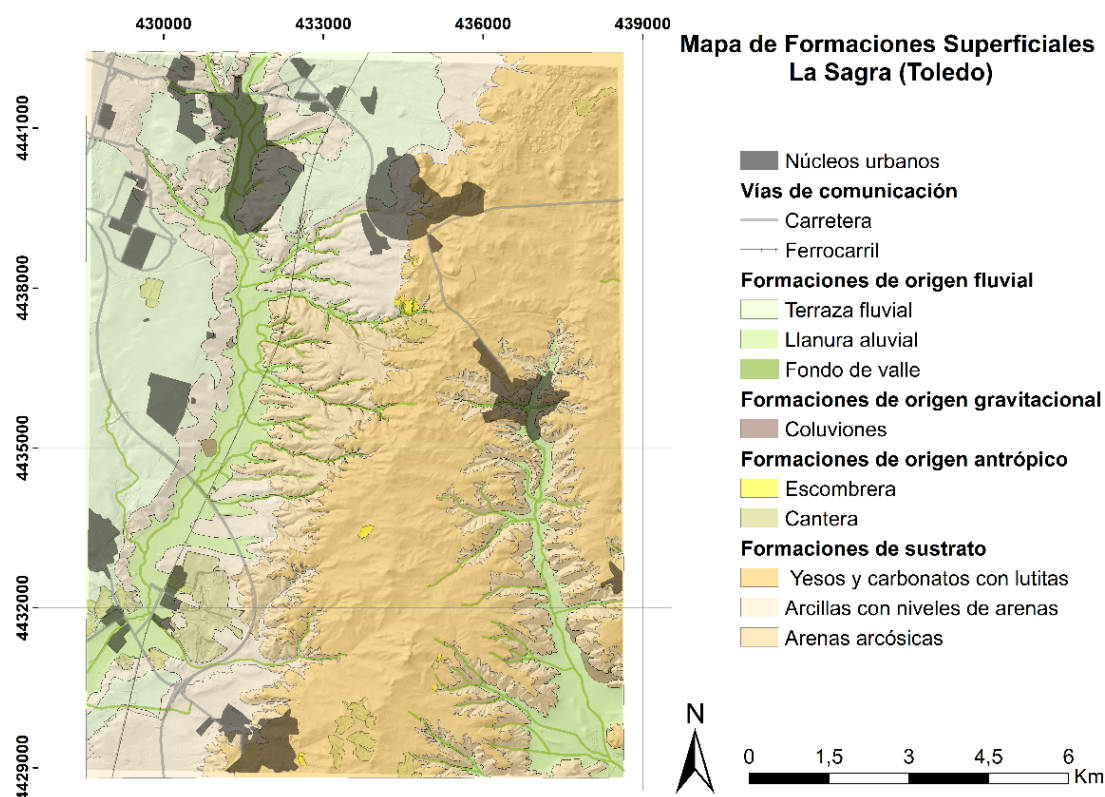 430000
433000
436000
439000
4441000
4438000
4435000
4432000
4429000
Mapa de Formaciones Superficiales
La Sagra (Toledo)
Núcleos urbanos
Vías de comunicación
Carretera
Ferrocarril
Formaciones de origen fluvial
Terraza fluvial
Llanura aluvial
Fondo de valle
Formaciones de origen gravitacional
Coluviones
Formaciones de origen antrópico
Escombrera
Cantera
Formaciones de sustrato
Yesos y carbonatos con lutitas
Arcillas con niveles de arenas
Arenas arcósicas
N
0 1,5 3 4,5 6
Km